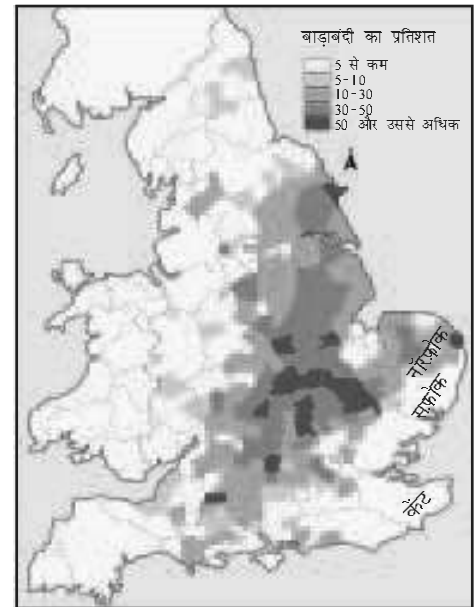 बाड़ाबंदी का प्रतिशत
5 से कम
5-10
10-30
30-50
50 और उससे अधिक
नॉरफ़ोक
सफ़ोक
केंट